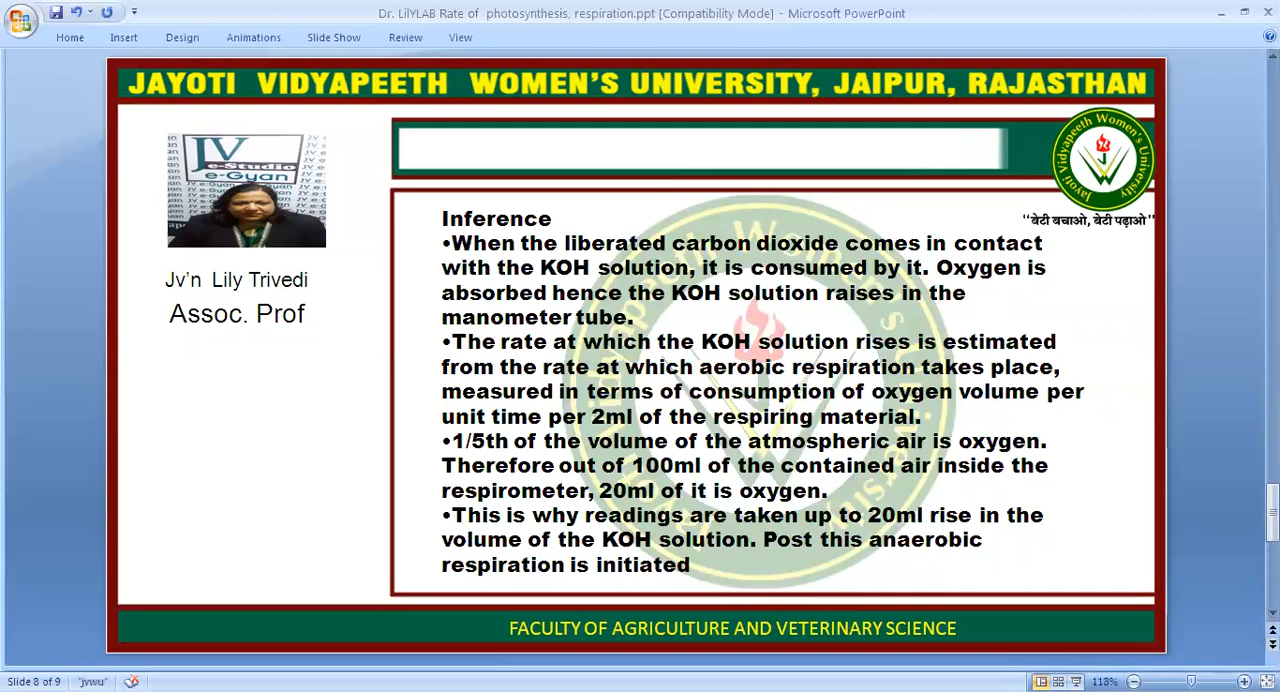 Dr. LilYLAB Rate of photosynthesis, respiration.ppt [Compatibility Mode] - Microsoft PowerPoint
Home Insert Design Animations Slide Show Review View
JAYOTI VIDYAPEETH WOMEN'S UNIVERSITY, JAIPUR, RAJASTHAN
JV
e-Studio
e-Gyan
Jayoti Vidyapeeth Women's University
"बेटी बचाओ, बेटी पढ़ाओ"
Jv'n Lily Trivedi
Assoc. Prof
Inference
•When the liberated carbon dioxide comes in contact
with the KOH solution, it is consumed by it. Oxygen is
absorbed hence the KOH solution raises in the
manometer tube.
•The rate at which the KOH solution rises is estimated
from the rate at which aerobic respiration takes place,
measured in terms of consumption of oxygen volume per
unit time per 2ml of the respiring material.
•1/5th of the volume of the atmospheric air is oxygen.
Therefore out of 100ml of the contained air inside the
respirometer, 20ml of it is oxygen.
•This is why readings are taken up to 20ml rise in the
volume of the KOH solution. Post this anaerobic
respiration is initiated
FACULTY OF AGRICULTURE AND VETERINARY SCIENCE
Slide 8 of 9 "jvwu" 118%